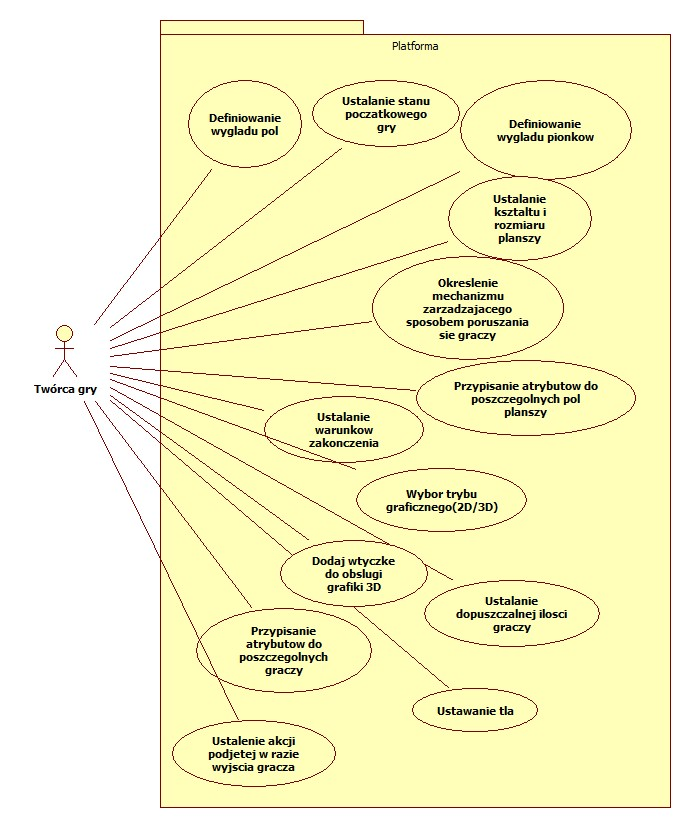 Platforma
Definiowanie
wygladu pol
Ustalanie stanu
poczatkowego
gry
Definiowanie
wygladu pionkow
Ustalanie
ksztaltu i
rozmiaru
planszy
Okreslenie
mechanizmu
zarzadzajacego
sposobem poruszania
sie graczy
Twórca gry
Przypisanie atrybutow do
poszczegolnych pol
planszy
Ustalanie
warunkow
zakonczenia
Wybor trybu
graficznego(2D/3D)
Dodaj wtyczke
do obslugi
grafiki 3D
Ustalanie
dopuszczalnej ilosci
graczy
Przypisanie
atrybutow do
poszczegolnych
graczy
Ustawanie tla
Ustalenie akcji
podjetej w razie
wyjscia gracza